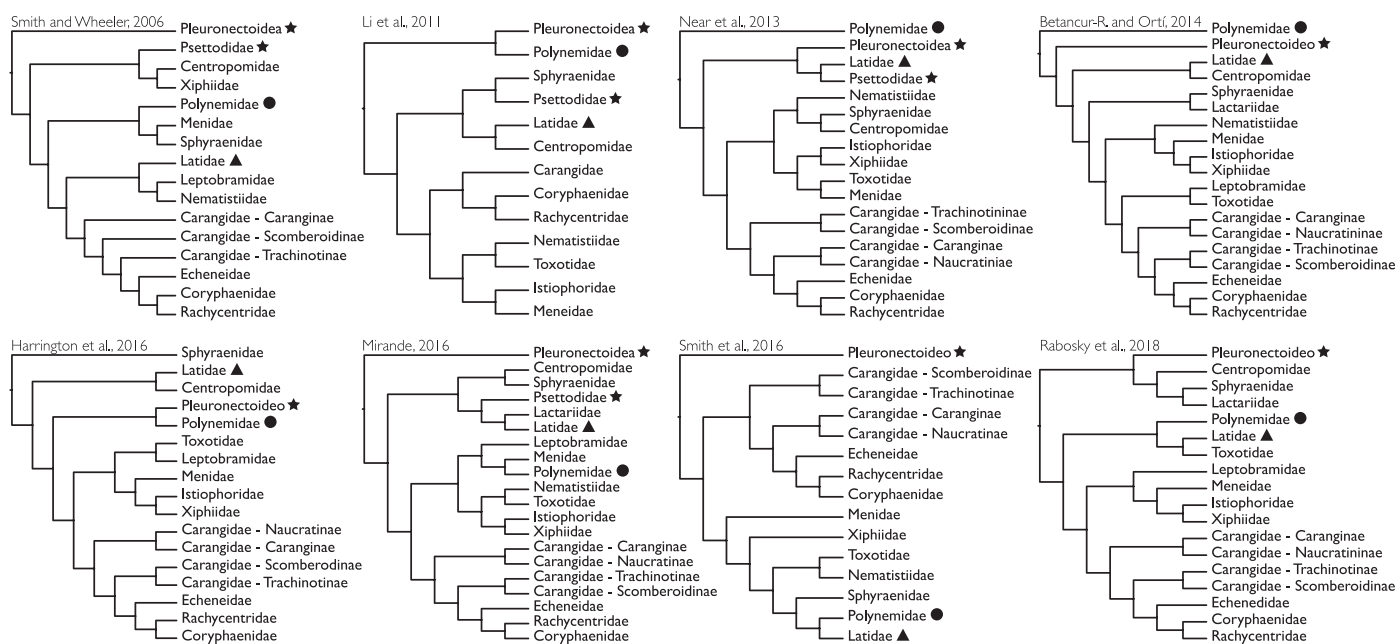 Smith and Wheeler, 2006
Pleuronectoidea
Psettodidae
Centropomidae
Xiphiidae
Polynemidae
Menidae
Sphyraenidae
Latidae
Leptobramidae
Nematistiidae
Carangidae - Caranginae
Carangidae - Scomberoidinae
Carangidae - Trachinotinae
Echeneidae
Coryphaenidae
Rachycentridae
Li et al., 2011
Pleuronectoidea
Polynemidae
Sphyraenidae
Psettodidae
Latidae
Centropomidae
Carangidae
Coryphaenidae
Rachycentridae
Nematistiidae
Toxotidae
Istiophoridae
Meneidae
Near et al., 2013
Polynemidae
Pleuronectoidea
Latidae
Psettodidae
Nematistiidae
Sphyraenidae
Centropomidae
Istiophoridae
Xiphiidae
Toxotidae
Menidae
Carangidae - Trachinotininae
Carangidae - Scomberoidinae
Carangidae - Caranginae
Carangidae - Naucratiniae
Echenidae
Coryphaenidae
Rachycentridae
Betancur-R. and Ortí, 2014
Polynemidae
Pleuronectoideo
Latidae
Centropomidae
Sphyraenidae
Lactariidae
Nematistiidae
Menidae
Istiophoridae
Xiphiidae
Leptobramidae
Toxotidae
Carangidae - Caranginae
Carangidae - Naucratininae
Carangidae - Trachinotinae
Carangidae - Scomberoidinae
Echeneidae
Coryphaenidae
Rachycentridae
Harrington et al., 2016
Sphyraenidae
Latidae
Centropomidae
Pleuronectoideo
Polynemidae
Toxotidae
Leptobramidae
Menidae
Istiophoridae
Xiphiidae
Carangidae - Naucratinae
Carangidae - Caranginae
Carangidae - Scomberodinae
Carangidae - Trachinotinae
Echeneidae
Rachycentridae
Coryphaenidae
Mirande, 2016
Pleuronectoidea
Centropomidae
Sphyraenidae
Psettodidae
Lactariidae
Latidae
Leptobramidae
Menidae
Polynemidae
Nematistiidae
Toxotidae
Istiophoridae
Xiphiidae
Carangidae - Caranginae
Carangidae - Naucratinae
Carangidae - Trachinotinae
Carangidae - Scomberoidinae
Echeneidae
Rachycentridae
Coryphaenidae
Smith et al., 2016
Pleuronectoideo
Carangidae - Scomberoidinae
Carangidae - Trachinotinae
Carangidae - Caranginae
Carangidae - Naucratinae
Echeneidae
Rachycentridae
Coryphaenidae
Menidae
Xiphiidae
Toxotidae
Nematistiidae
Sphyraenidae
Polynemidae
Latidae
Rabosky et al., 2018
Pleuronectoideo
Centropomidae
Sphyraenidae
Lactariidae
Polynemidae
Latidae
Toxotidae
Leptobramidae
Meneidae
Istiophoridae
Xiphiidae
Carangidae - Caranginae
Carangidae - Naucratininae
Carangidae - Trachinotinae
Carangidae - Scomberoidinae
Echenedidae
Coryphaenidae
Rachycentridae